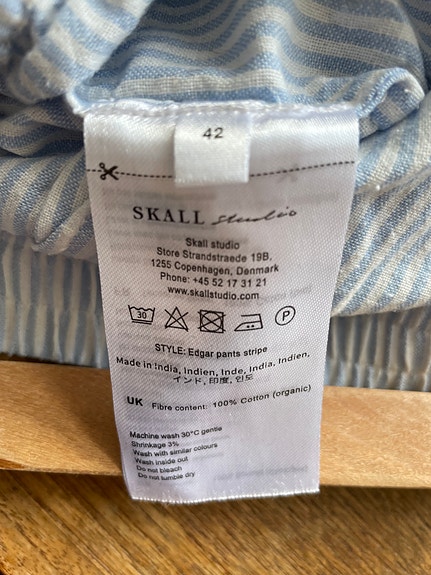 42
SKALL studio
Skall studio
Store Strandstraede 19B,
1255 Copenhagen, Denmark
Phone: +45 52 17 31 21
www.skallstudio.com
30
P
STYLE: Edgar pants stripe
Made in India, Indien, Inde, India, Indien,
インド, 印度, 인도
UK Fibre content: 100% Cotton (organic)
Machine wash 30°C gentle
Shrinkage 3%
Wash with similar colours
Wash inside out
Do not bleach
Do not tumble dry